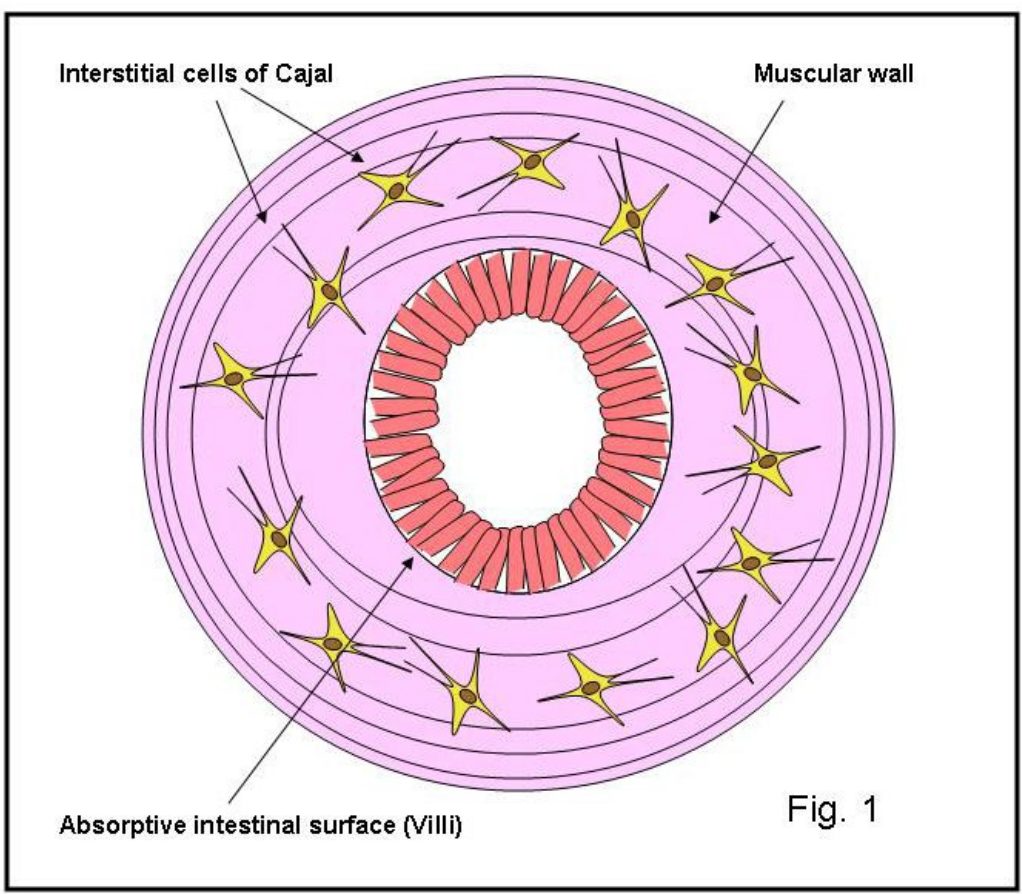 Interstitial cells of Cajal
Muscular wall
Absorptive intestinal surface (Villi)
Fig. 1